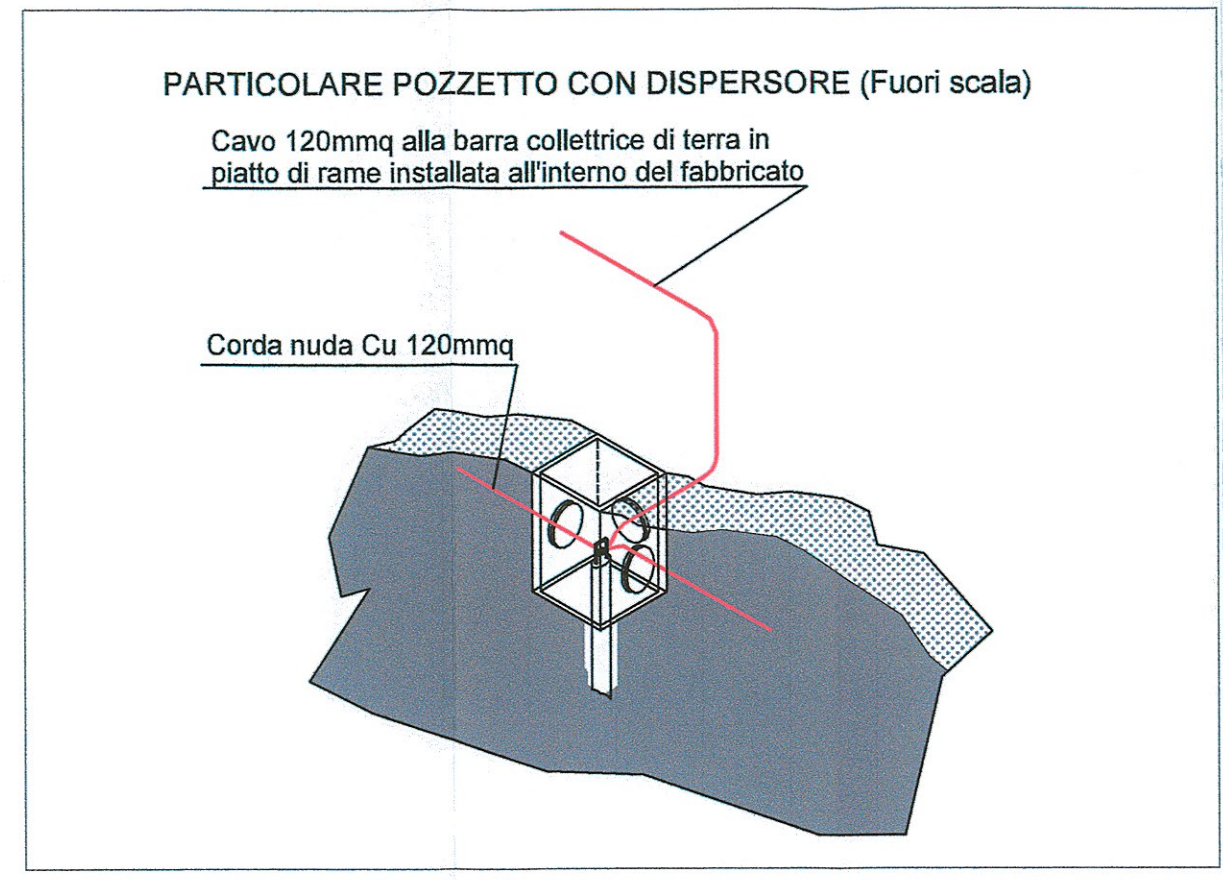 PARTICOLARE POZZETTO CON DISPERSORE (Fuori scala)
Cavo 120mmq alla barra collettrice di terra in
piatto di rame installata all'interno del fabbricato
Corda nuda Cu 120mmq